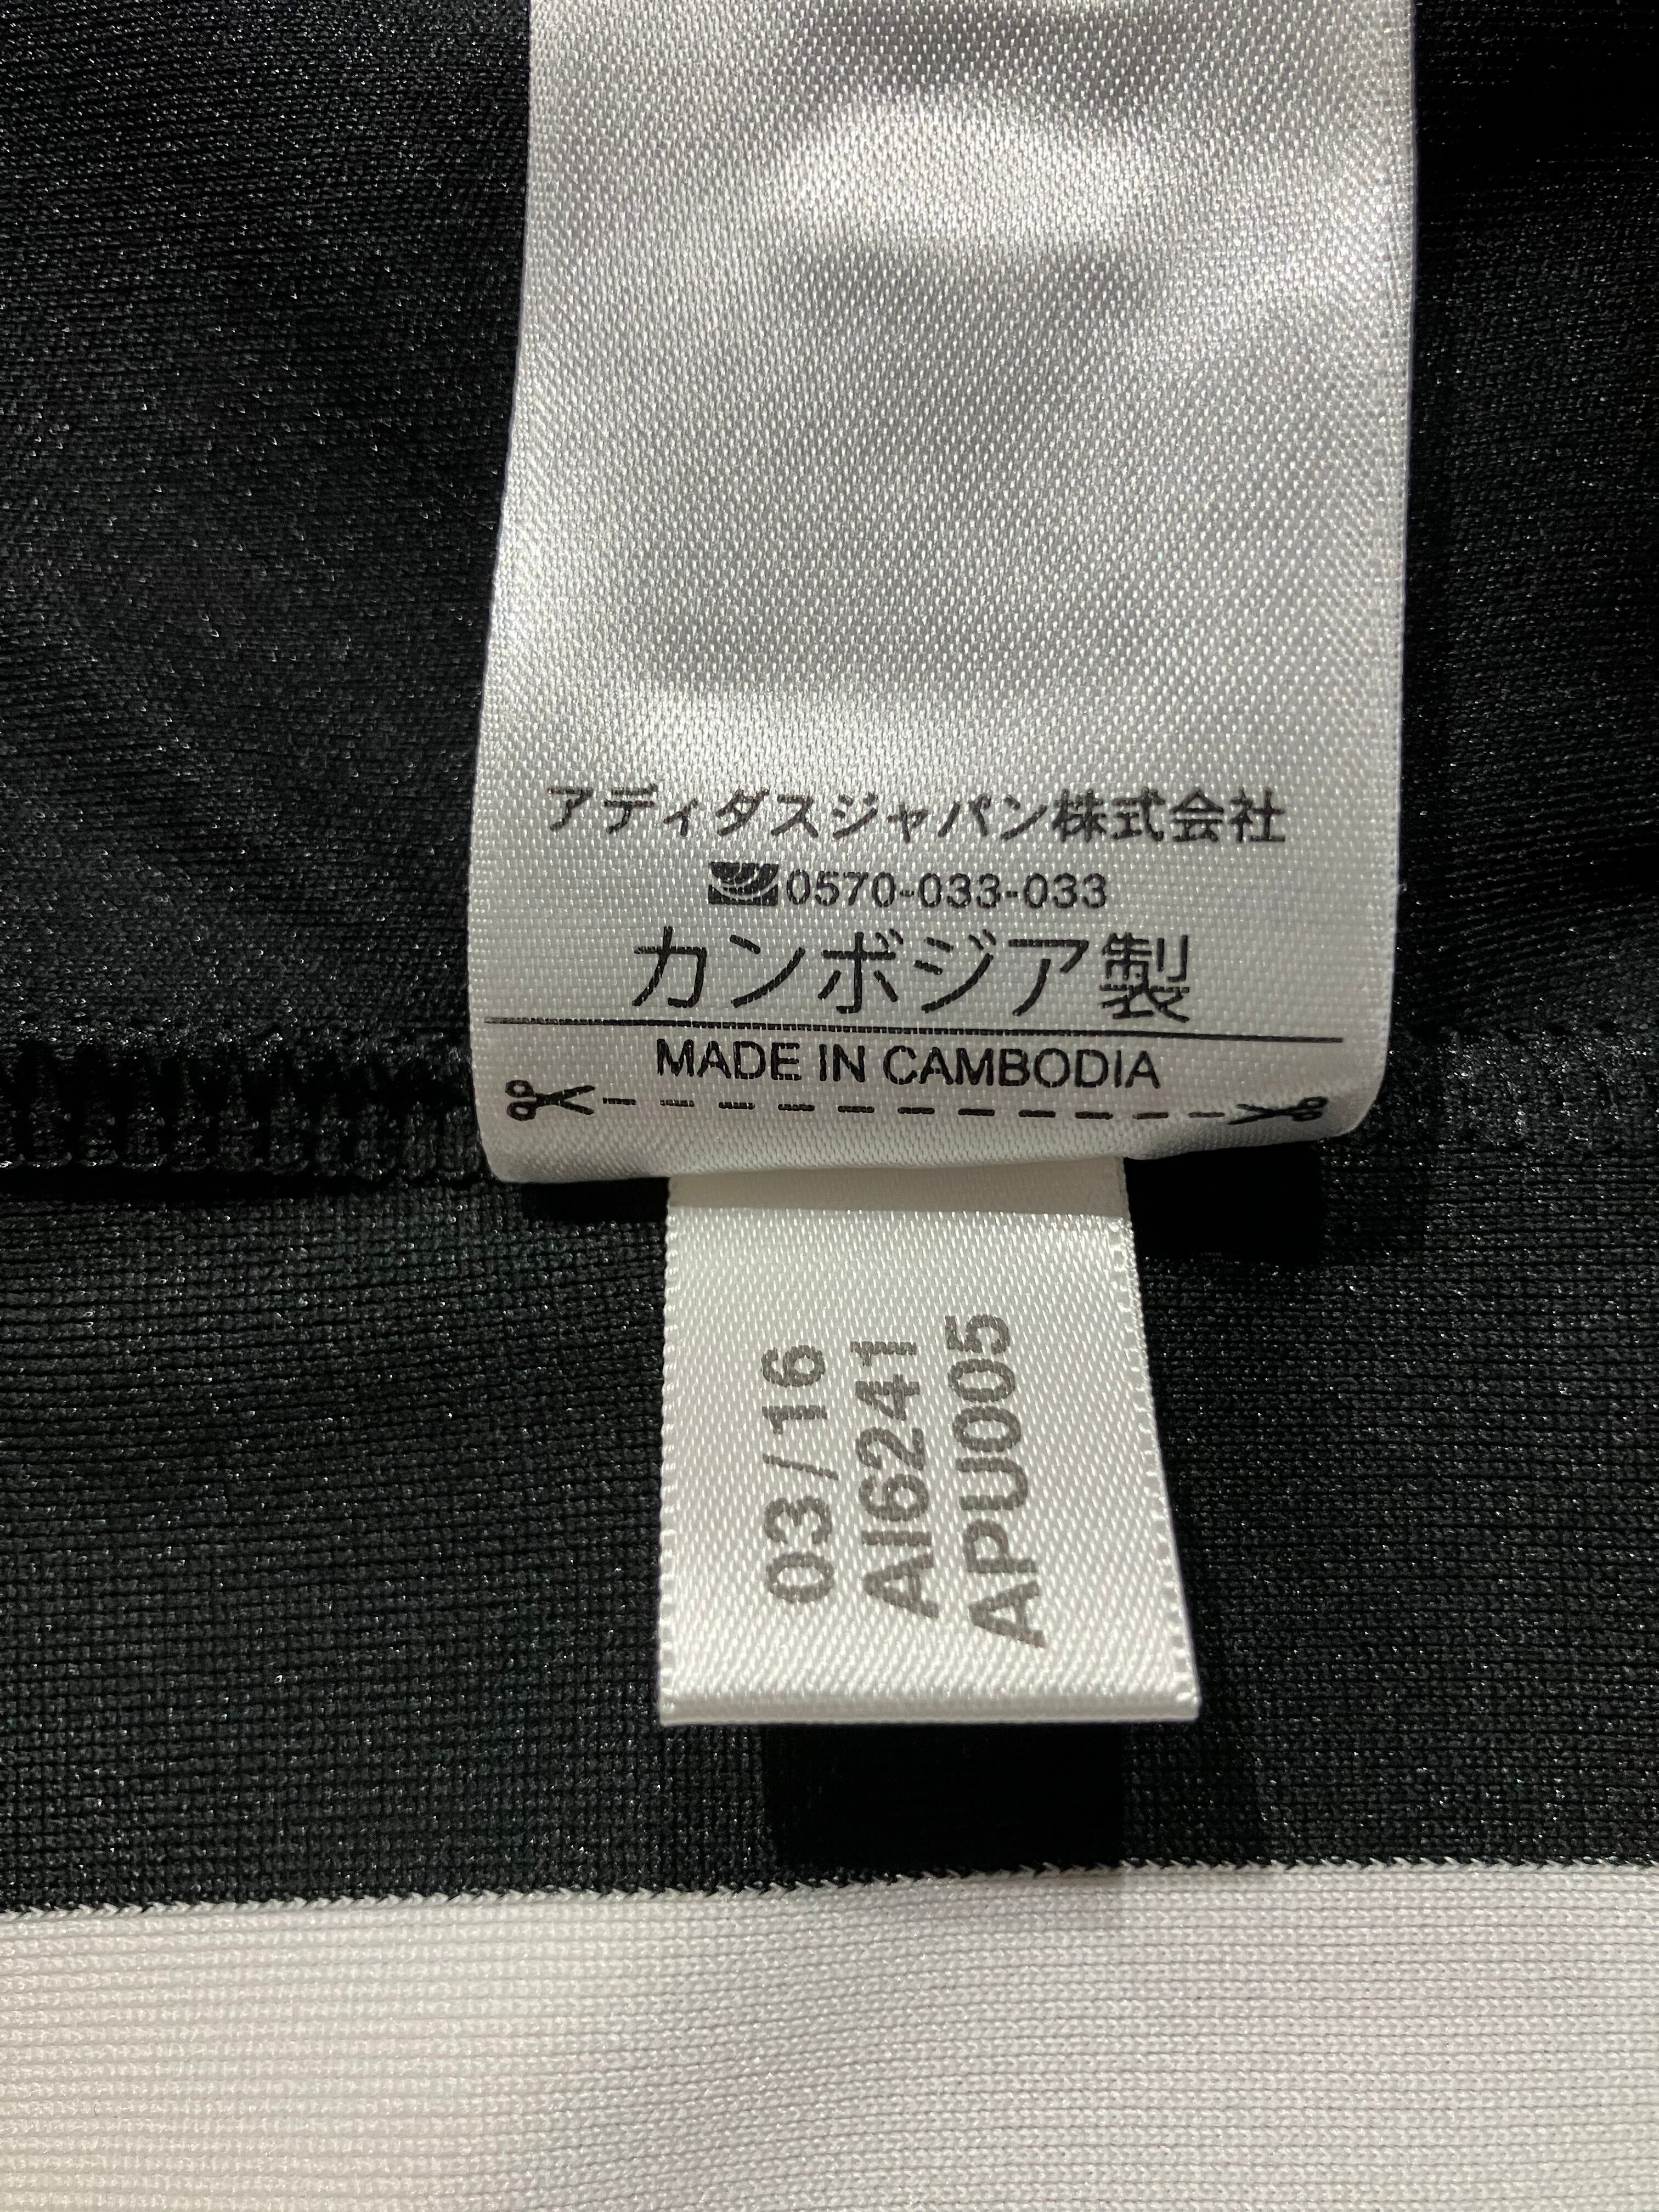 アディダスジャパン株式会社
0570-033-033
カンボジア製
MADE IN CAMBODIA
03/16
AI6241
APU005